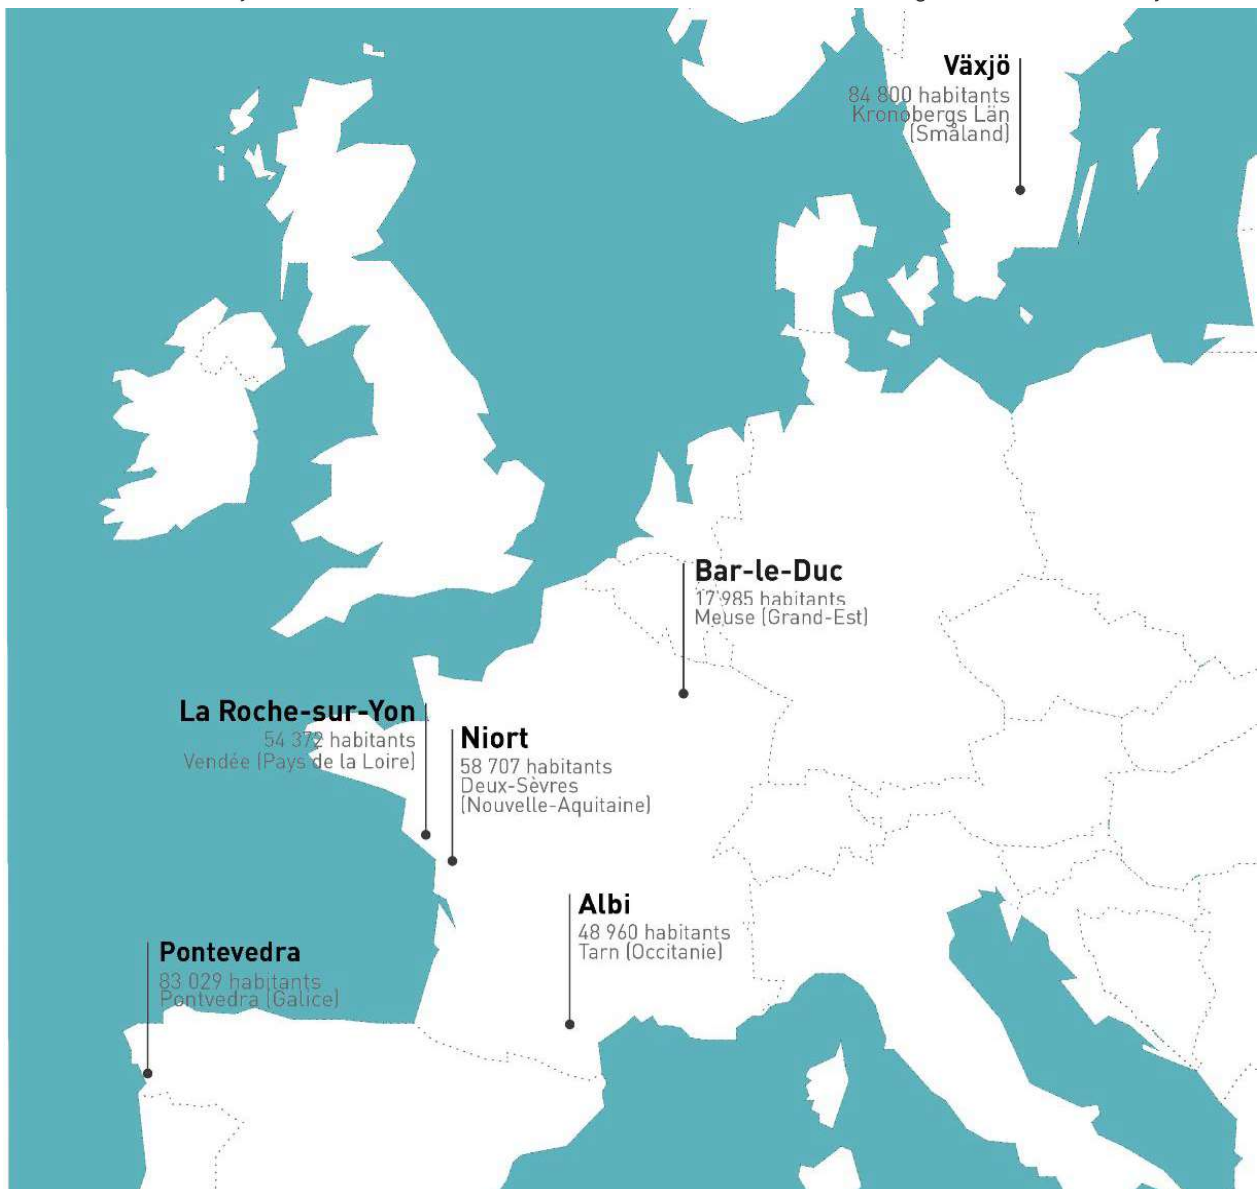 Växjö
84 800 habitants
Kronobergs Län
(Småland)
Bar-le-Duc
17 985 habitants
Meuse (Grand-Est)
La Roche-sur-Yon
54 372 habitants
Vendée (Pays de la Loire)
Niort
58 707 habitants
Deux-Sèvres
(Nouvelle-Aquitaine)
Albi
48 960 habitants
Tarn (Occitanie)
Pontevedra
83 029 habitants
Pontvedra (Galice)